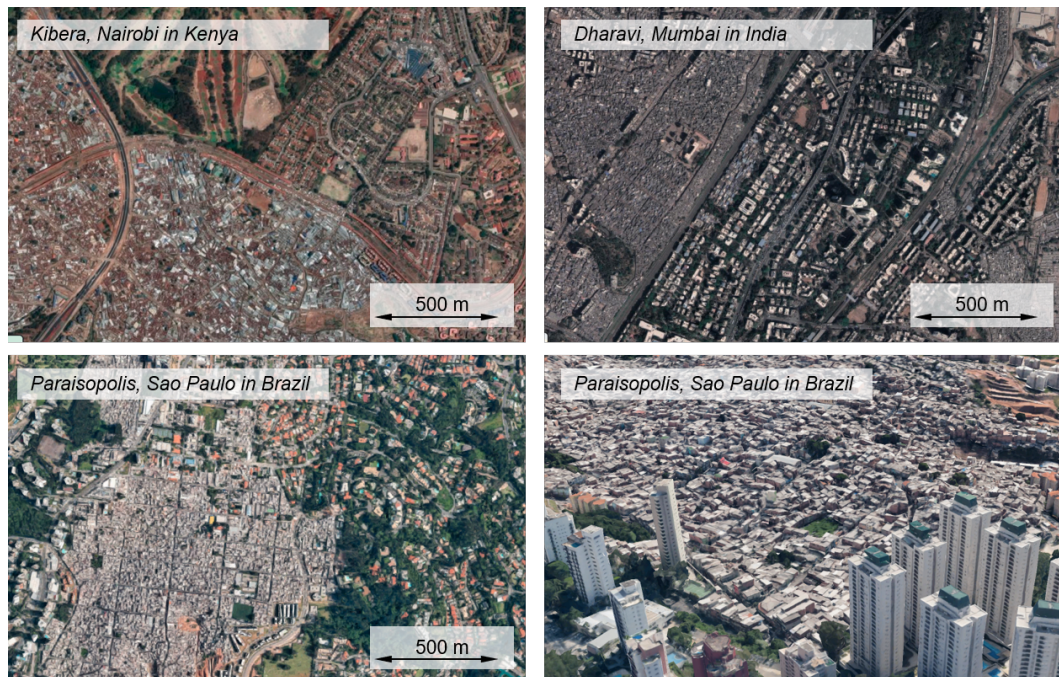 Kibera, Nairobi in Kenya
500 m
Dharavi, Mumbai in India
500 m
Paraisopolis, Sao Paulo in Brazil
500 m
Paraisopolis, Sao Paulo in Brazil